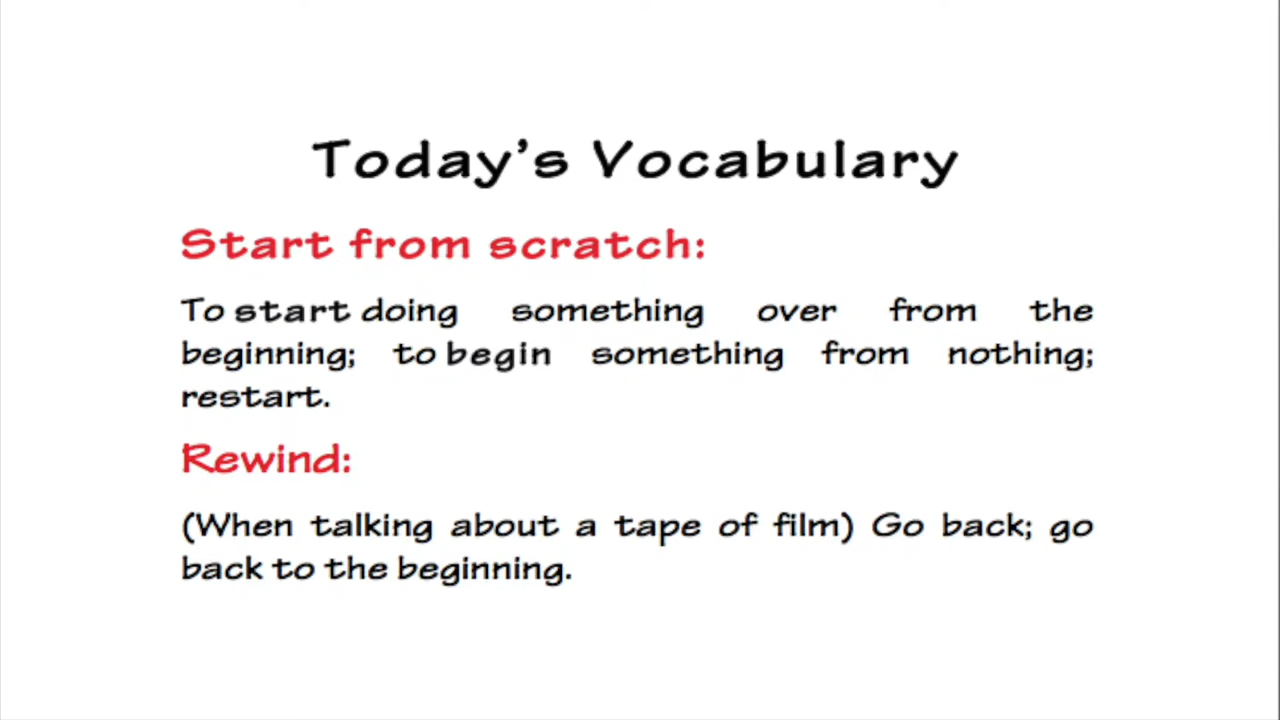 Today's Vocabulary
Start from scratch:
To start doing something over from the
beginning; to begin something from nothing;
restart.
Rewind:
(When talking about a tape of film) Go back; go
back to the beginning.